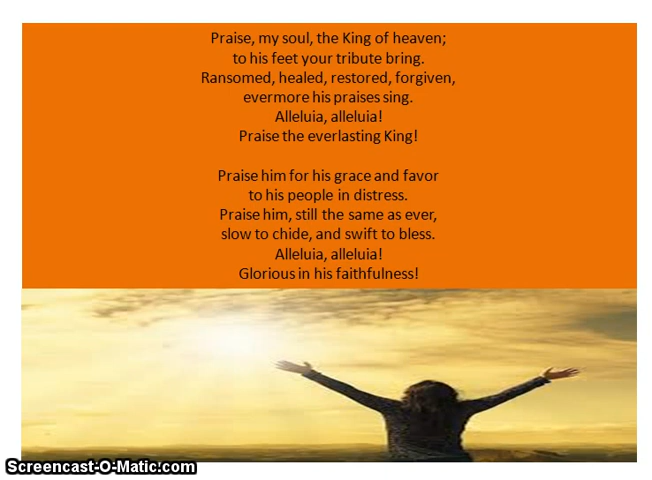 Praise, my soul, the King of heaven;
to his feet your tribute bring.
Ransomed, healed, restored, forgiven,
evermore his praises sing.
Alleluia, alleluia!
Praise the everlasting King!
Praise him for his grace and favor
to his people in distress.
Praise him, still the same as ever,
slow to chide, and swift to bless.
Alleluia, alleluia!
Glorious in his faithfulness!
Screencast-O-Matic.com